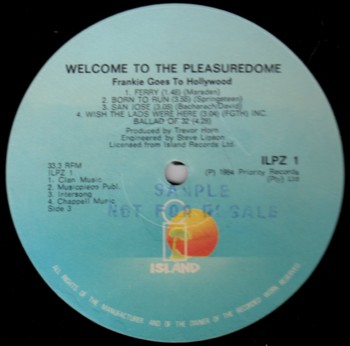 WELCOME TO THE PLEASUREDOME
Frankie Goes To Hollywood
1. FERRY (1.48) (Marsden)
2. BORN TO RUN (3.56) (Springsteen)
3. SAN JOSE (3.08) (Bacharach/David)
4. WISH THE LADS WERE HERE (3.04) (FGTH) INC.
BALLAD OF 32 (4.28)
Produced by Trevor Horn
Engineered by Steve Lipson
Licensed from Island Records Ltd.
33.3 RPM
ILPZ 1
1. Clan Music
2. Musicpiece Publ.
3. Intersong
4. Chappell Music
Side 3
ILPZ 1
(P) 1984 Priority Records
(Pty) Ltd
SAMPLE
NOT FOR RESALE
ISLAND
ALL RIGHTS OF THE MANUFACTURER AND OR THE OWNER OF THE RECORDED WORK RESERVED